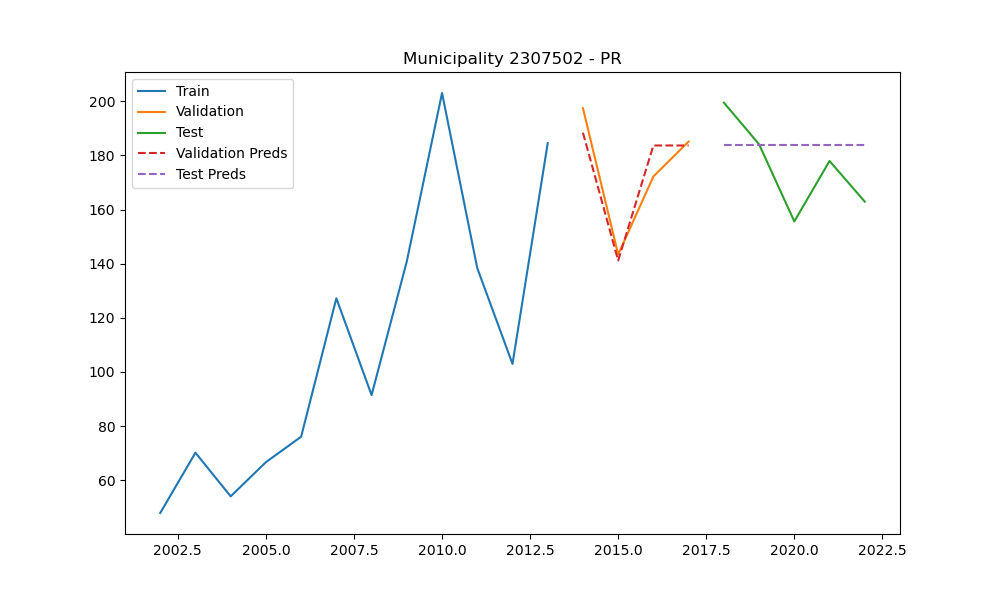 Municipality 2307502 - PR
Train
Validation
Test
Validation Preds
Test Preds
200
180
160
140
120
100
80
60
2002.5 2005.0 2007.5 2010.0 2012.5 2015.0 2017.5 2020.0 2022.5